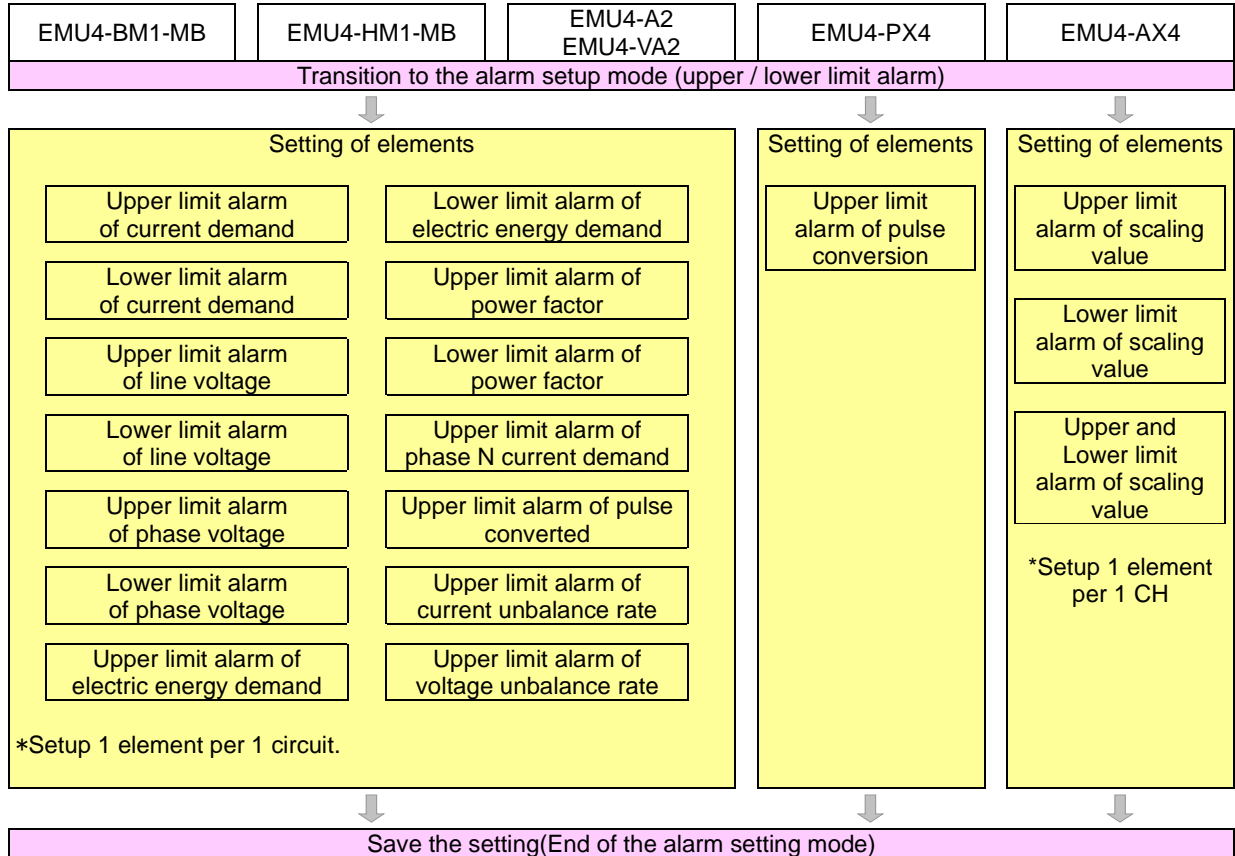 EMU4-BM1-MB
EMU4-HM1-MB
EMU4-A2
EMU4-VA2
EMU4-PX4
EMU4-AX4
Transition to the alarm setup mode (upper / lower limit alarm)
Setting of elements
Upper limit alarm
of current demand
Lower limit alarm
of current demand
Upper limit alarm
of line voltage
Lower limit alarm
of line voltage
Upper limit alarm
of phase voltage
Lower limit alarm
of phase voltage
Upper limit alarm of
electric energy demand
Lower limit alarm of
electric energy demand
Upper limit alarm of
power factor
Lower limit alarm of
power factor
Upper limit alarm of
phase N current demand
Upper limit alarm of pulse
converted
Upper limit alarm of
current unbalance rate
Upper limit alarm of
voltage unbalance rate
*Setup 1 element per 1 circuit.
Setting of elements
Upper limit
alarm of pulse
conversion
Setting of elements
Upper limit
alarm of scaling
value
Lower limit
alarm of scaling
value
Upper and
Lower limit
alarm of scaling
value
*Setup 1 element
per 1 CH
Save the setting(End of the alarm setting mode)